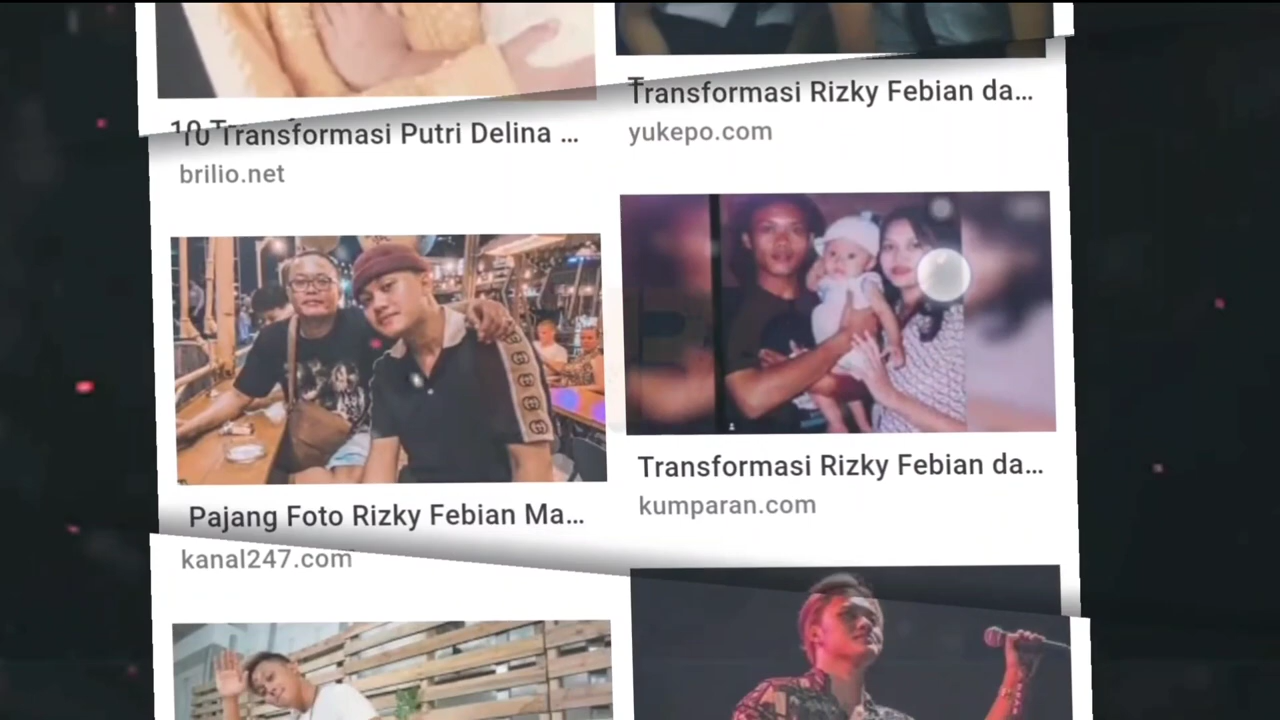 Transformasi Rizky Febian da...
yukepo.com
10 Transformasi Putri Delina ...
brilio.net
Transformasi Rizky Febian da...
kumparan.com
Pajang Foto Rizky Febian Ma...
kanal247.com